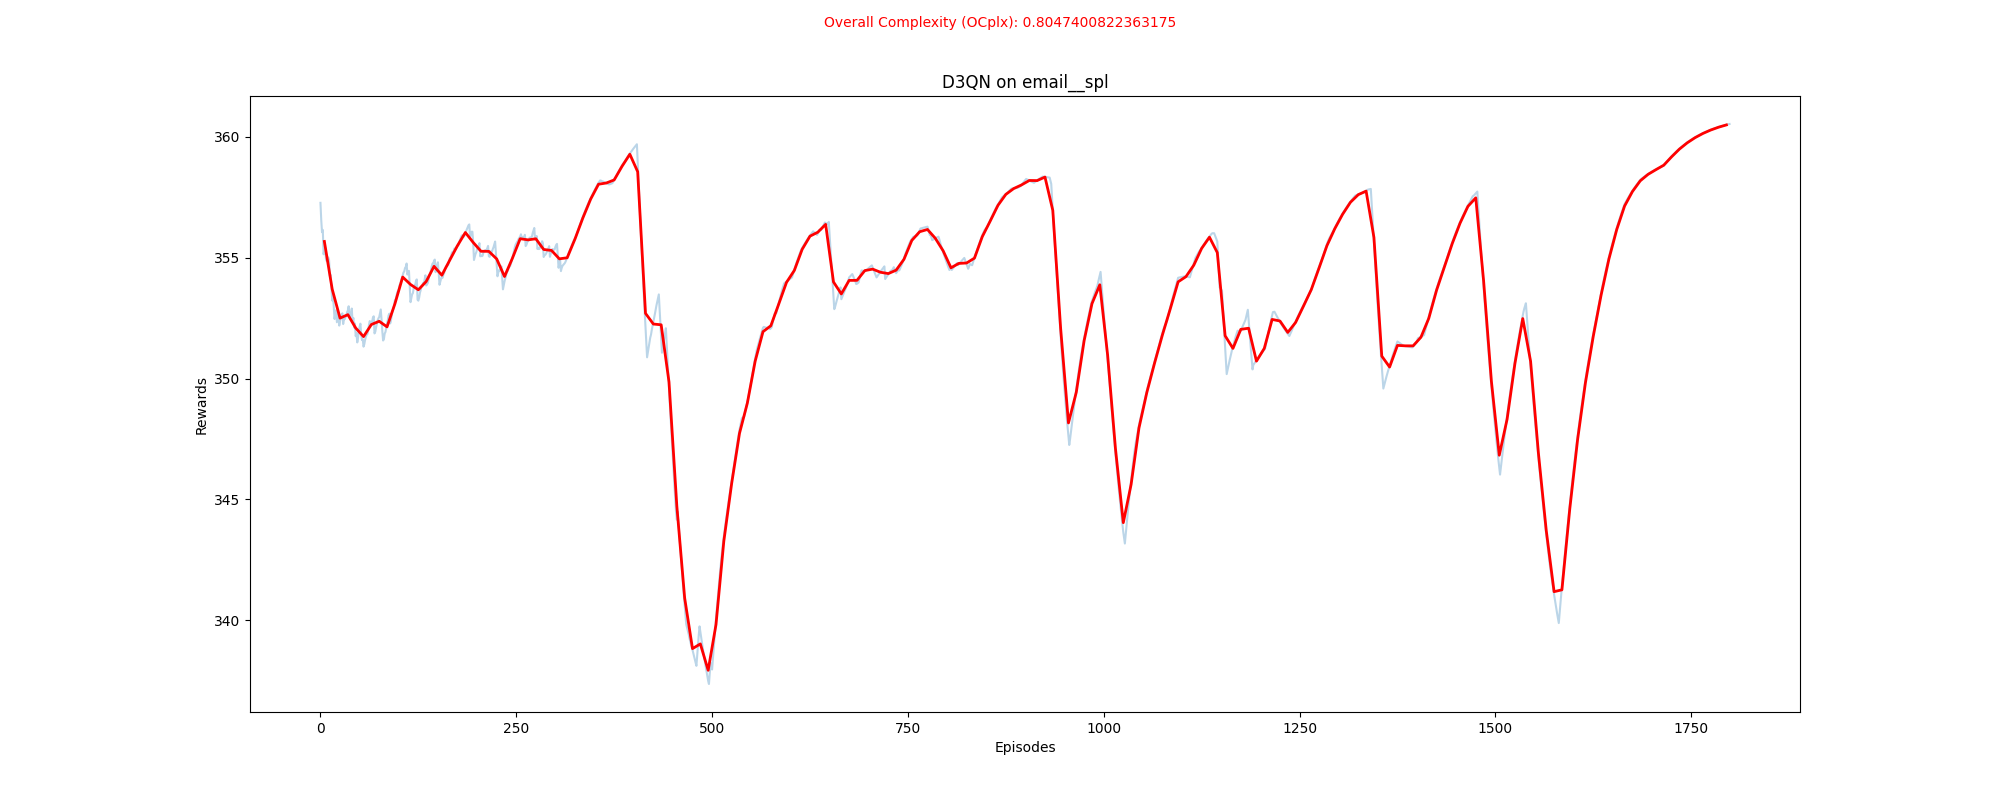 Overall Complexity (OCplx): 0.8047400822363175
D3QN on email__spl
360
355
350
345
340
Rewards
0 250 500 750 1000 1250 1500 1750
Episodes